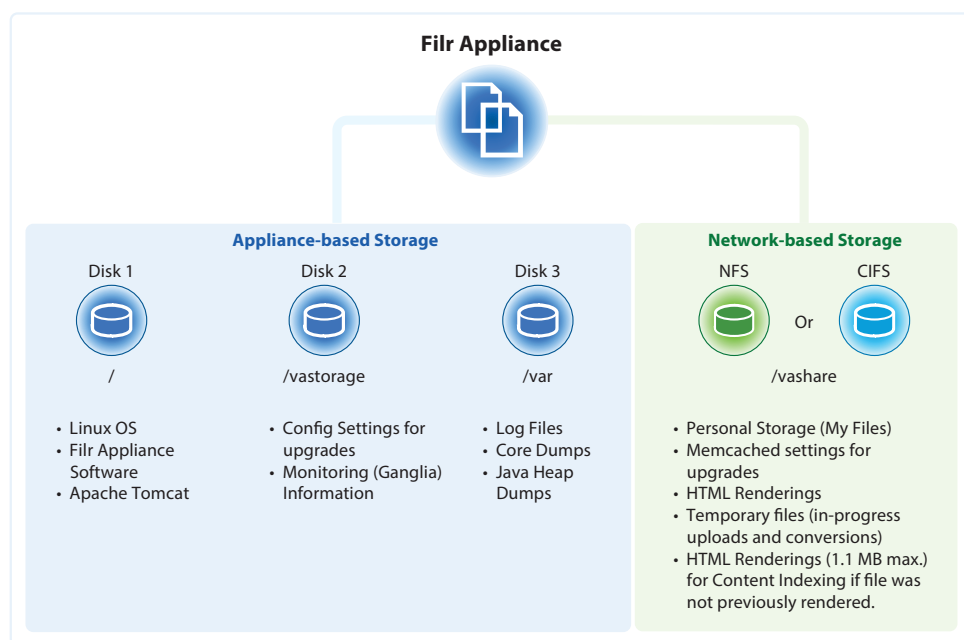 Filr Appliance
Appliance-based Storage
Disk 1
/
• Linux OS
• Filr Appliance
Software
• Apache Tomcat
Disk 2
/vastorage
• Config Settings for
upgrades
• Monitoring (Ganglia)
Information
Disk 3
/var
• Log Files
• Core Dumps
• Java Heap
Dumps
Network-based Storage
NFS
Or
CIFS
/vashare
• Personal Storage (My Files)
• Memcached settings for
upgrades
• HTML Renderings
• Temporary files (in-progress
uploads and conversions)
• HTML Renderings (1.1 MB max.)
for Content Indexing if file was
not previously rendered.